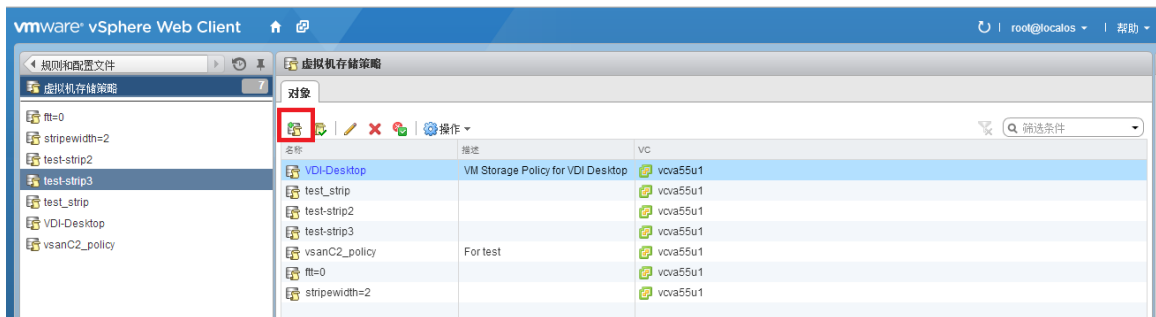 vmware® vSphere Web Client
root@localos
帮助
规则和配置文件
虚拟机存储策略 7
ftt=0
stripewidth=2
test-strip2
test-strip3
test_strip
VDI-Desktop
vsanC2_policy
虚拟机存储策略
对象
操作
筛选条件
名称 描述 VC
VDI-Desktop VM Storage Policy for VDI Desktop vcva55u1
test_strip vcva55u1
test-strip2 vcva55u1
test-strip3 vcva55u1
vsanC2_policy For test vcva55u1
ftt=0 vcva55u1
stripewidth=2 vcva55u1